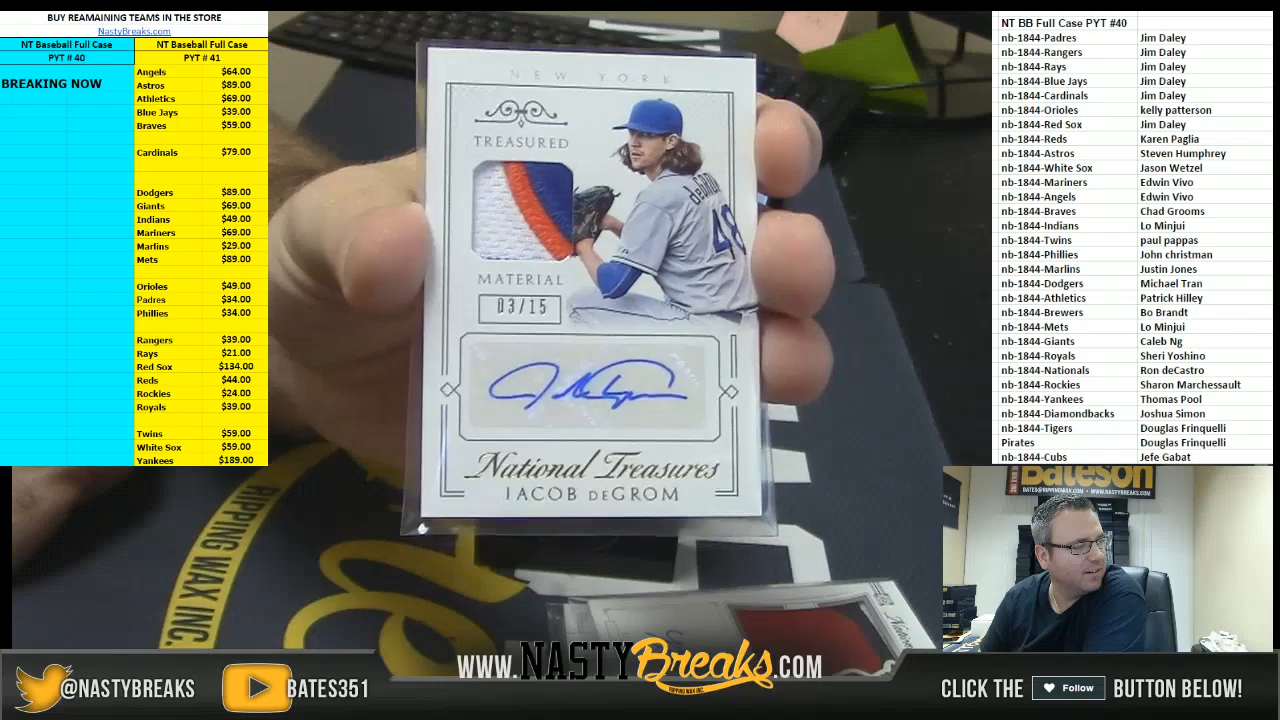 BUY REAMAINING TEAMS IN THE STORE
NastyBreaks.com
NT Baseball Full Case NT Baseball Full Case
PYT # 40 PYT # 41
BREAKING NOW
Angels $64.00
Astros $89.00
Athletics $69.00
Blue Jays $39.00
Braves $59.00
Cardinals $79.00
Dodgers $89.00
Giants $69.00
Indians $49.00
Mariners $69.00
Marlins $29.00
Mets $89.00
Orioles $49.00
Padres $34.00
Phillies $34.00
Rangers $39.00
Rays $21.00
Red Sox $134.00
Reds $44.00
Rockies $24.00
Royals $39.00
Twins $59.00
White Sox $59.00
Yankees $189.00
NEW YORK
TREASURED
MATERIAL
03/15
deGrom
48
National Treasures
JACOB deGROM
RIPPING WAX INC.
NT BB Full Case PYT #40
nb-1844-Padres Jim Daley
nb-1844-Rangers Jim Daley
nb-1844-Rays Jim Daley
nb-1844-Blue Jays Jim Daley
nb-1844-Cardinals Jim Daley
nb-1844-Orioles kelly patterson
nb-1844-Red Sox Jim Daley
nb-1844-Reds Karen Paglia
nb-1844-Astros Steven Humphrey
nb-1844-White Sox Jason Wetzel
nb-1844-Mariners Edwin Vivo
nb-1844-Angels Edwin Vivo
nb-1844-Braves Chad Grooms
nb-1844-Indians Lo Minjui
nb-1844-Twins paul pappas
nb-1844-Phillies John christman
nb-1844-Marlins Justin Jones
nb-1844-Dodgers Michael Tran
nb-1844-Athletics Patrick Hilley
nb-1844-Brewers Bo Brandt
nb-1844-Mets Lo Minjui
nb-1844-Giants Caleb Ng
nb-1844-Royals Sheri Yoshino
nb-1844-Nationals Ron deCastro
nb-1844-Rockies Sharon Marchessault
nb-1844-Yankees Thomas Pool
nb-1844-Diamondbacks Joshua Simon
nb-1844-Tigers Douglas Frinquelli
Pirates Douglas Frinquelli
nb-1844-Cubs Jefe Gabat
Bateson
BATES@RIPPINGWAX.COM • WWW.NASTYBREAKS.COM
@NASTYBREAKS
BATES351
WWW.NASTYBreaks.COM
RIPPING WAX INC
CLICK THE Follow BUTTON BELOW!